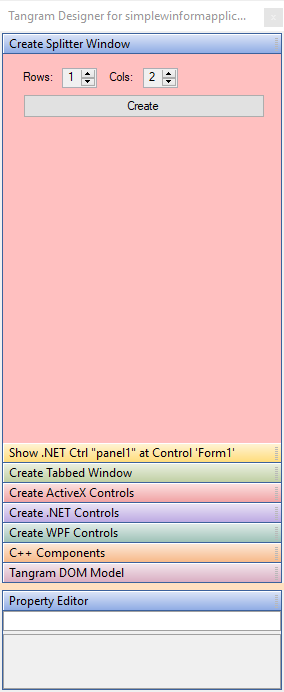 Tangram Designer for simplewinformapplic...
x
Create Splitter Window
Rows: 1 Cols: 2
Create
Show .NET Ctrl "panel1" at Control 'Form1'
Create Tabbed Window
Create ActiveX Controls
Create .NET Controls
Create WPF Controls
C++ Components
Tangram DOM Model
Property Editor